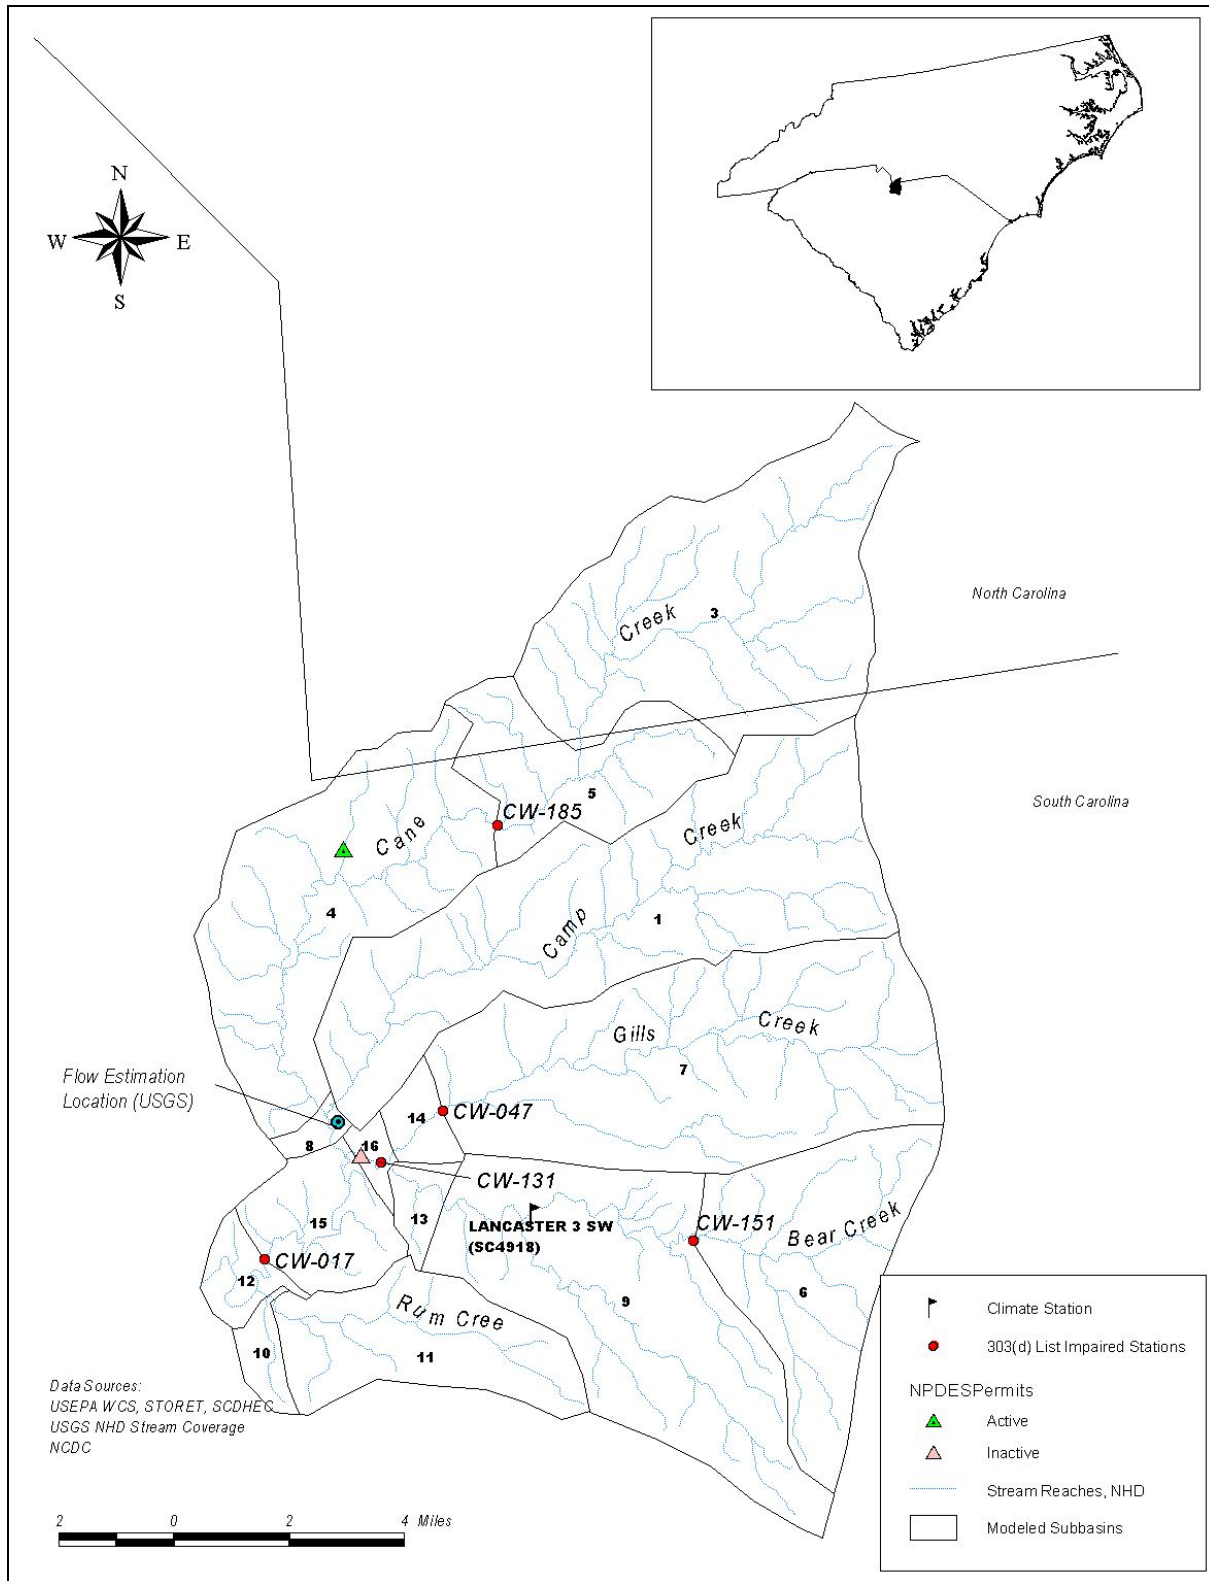 N
W E
S
Creek
3
North Carolina
South Carolina
5
CW-185
Cane
Creek
4
Camp
1
Gills
Creek
7
Flow Estimation
Location (USGS)
14
CW-047
8
16
CW-131
13
LANCASTER 3 SW
(SC4918)
CW-151
Bear Creek
15
CW-017
12
9
6
Rum Cree
10
11
Data Sources:
USEPA WCS, STORET, SCDHEC
USGS NHD Stream Coverage
NCDC
2 0 2 4 Miles
Climate Station
303(d) List Impaired Stations
NPDESPermits
Active
Inactive
Stream Reaches, NHD
Modeled Subbasins